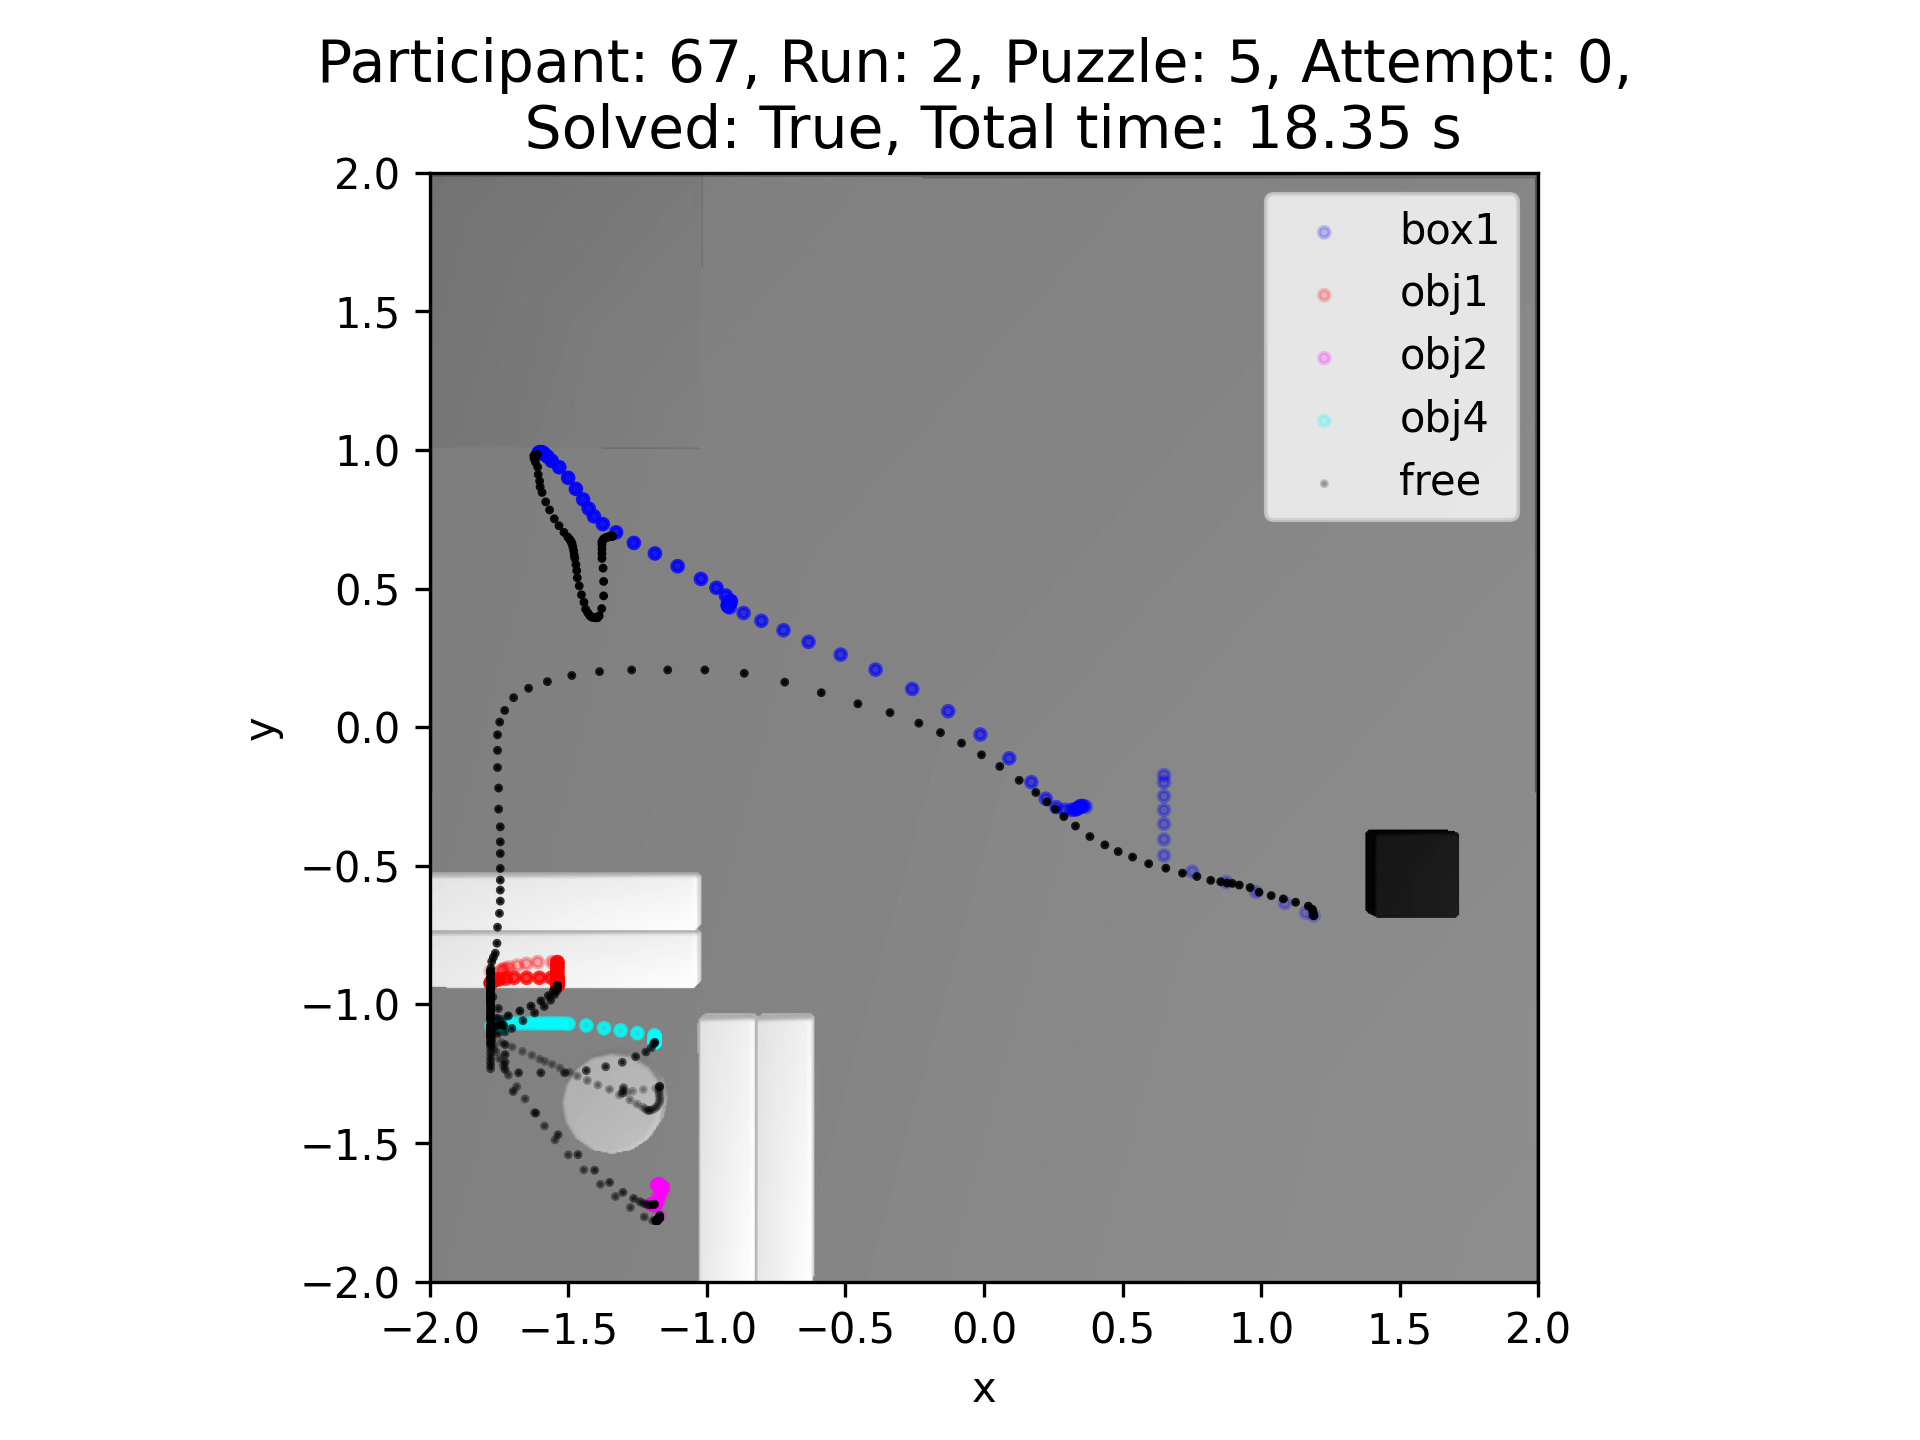 Participant: 67, Run: 2, Puzzle: 5, Attempt: 0,
Solved: True, Total time: 18.35 s
2.0
1.5
1.0
0.5
0.0
−0.5
−1.0
−1.5
−2.0
y
box1
obj1
obj2
obj4
free
−2.0 −1.5 −1.0 −0.5 0.0 0.5 1.0 1.5 2.0
x